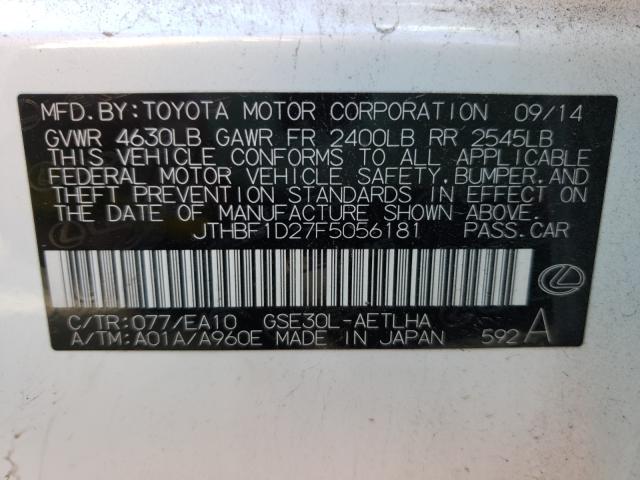 MFD.BY:TOYOTA MOTOR CORPORATION 09/14
GVWR 4630LB GAWR FR 2400LB RR 2545LB
THIS VEHICLE CONFORMS TO ALL APPLICABLE
FEDERAL MOTOR VEHICLE SAFETY,BUMPER,AND
THEFT PREVENTION STANDARDS IN EFFECT ON
THE DATE OF MANUFACTURE SHOWN ABOVE.
JTHBF1D27F5056181 PASS.CAR
C/TR:077/EA10 GSE30L-AETLHA
A/TM:A01A/A960E MADE IN JAPAN 592A